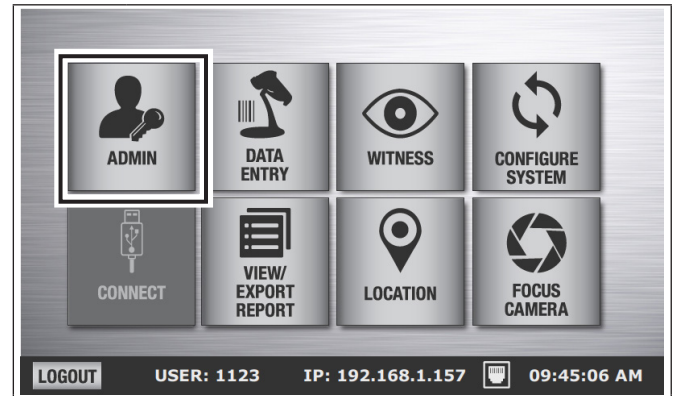 ADMIN
DATA
ENTRY
WITNESS
CONFIGURE
SYSTEM
CONNECT
VIEW/
EXPORT
REPORT
LOCATION
FOCUS
CAMERA
LOGOUT USER: 1123 IP: 192.168.1.157 09:45:06 AM